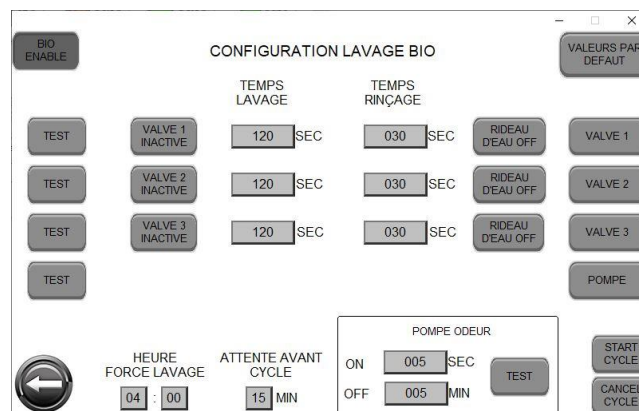 BIO
ENABLE
CONFIGURATION LAVAGE BIO
VALEURS PAR
DEFAUT
TEMPS
LAVAGE
TEMPS
RINÇAGE
TEST
VALVE 1
INACTIVE
120 SEC
030 SEC
RIDEAU
D'EAU OFF
VALVE 1
TEST
VALVE 2
INACTIVE
120 SEC
030 SEC
RIDEAU
D'EAU OFF
VALVE 2
TEST
VALVE 3
INACTIVE
120 SEC
030 SEC
RIDEAU
D'EAU OFF
VALVE 3
TEST
POMPE
HEURE
FORCE LAVAGE
04 : 00
ATTENTE AVANT
CYCLE
15 MIN
POMPE ODEUR
ON 005 SEC
OFF 005 MIN
TEST
START
CYCLE
CANCEL
CYCLE